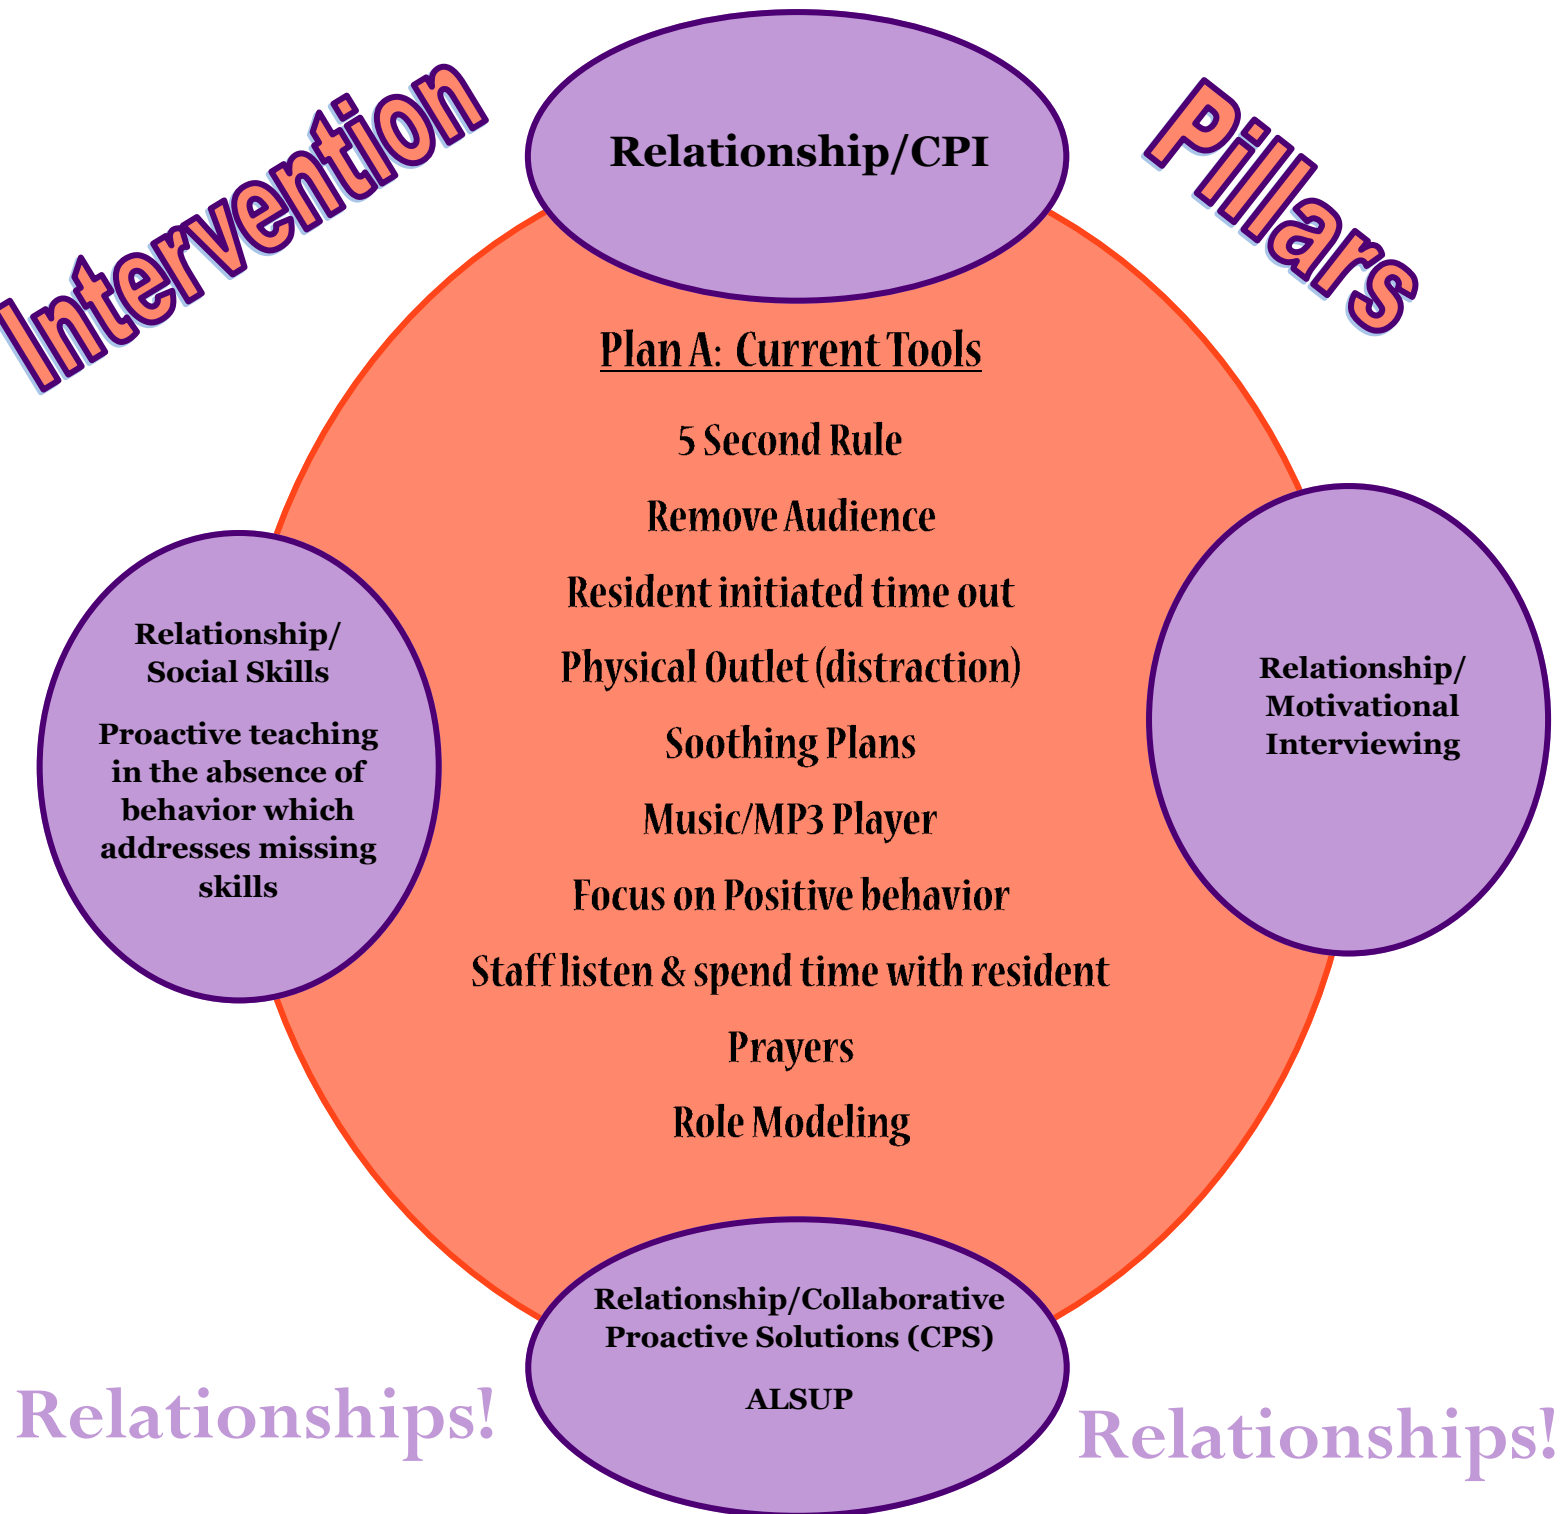 Intervention
Pillars
Relationship/CPI
Plan A:  Current Tools
5 Second Rule
Remove Audience
Resident initiated time out
Physical Outlet (distraction)
Soothing Plans
Music/MP3 Player
Focus on Positive behavior
Staff listen & spend time with resident
Prayers
Role Modeling
Relationship/
Social Skills
Proactive teaching
in the absence of
behavior which
addresses missing
skills
Relationship/
Motivational
Interviewing
Relationship/Collaborative
Proactive Solutions (CPS)
ALSUP
Relationships!
Relationships!